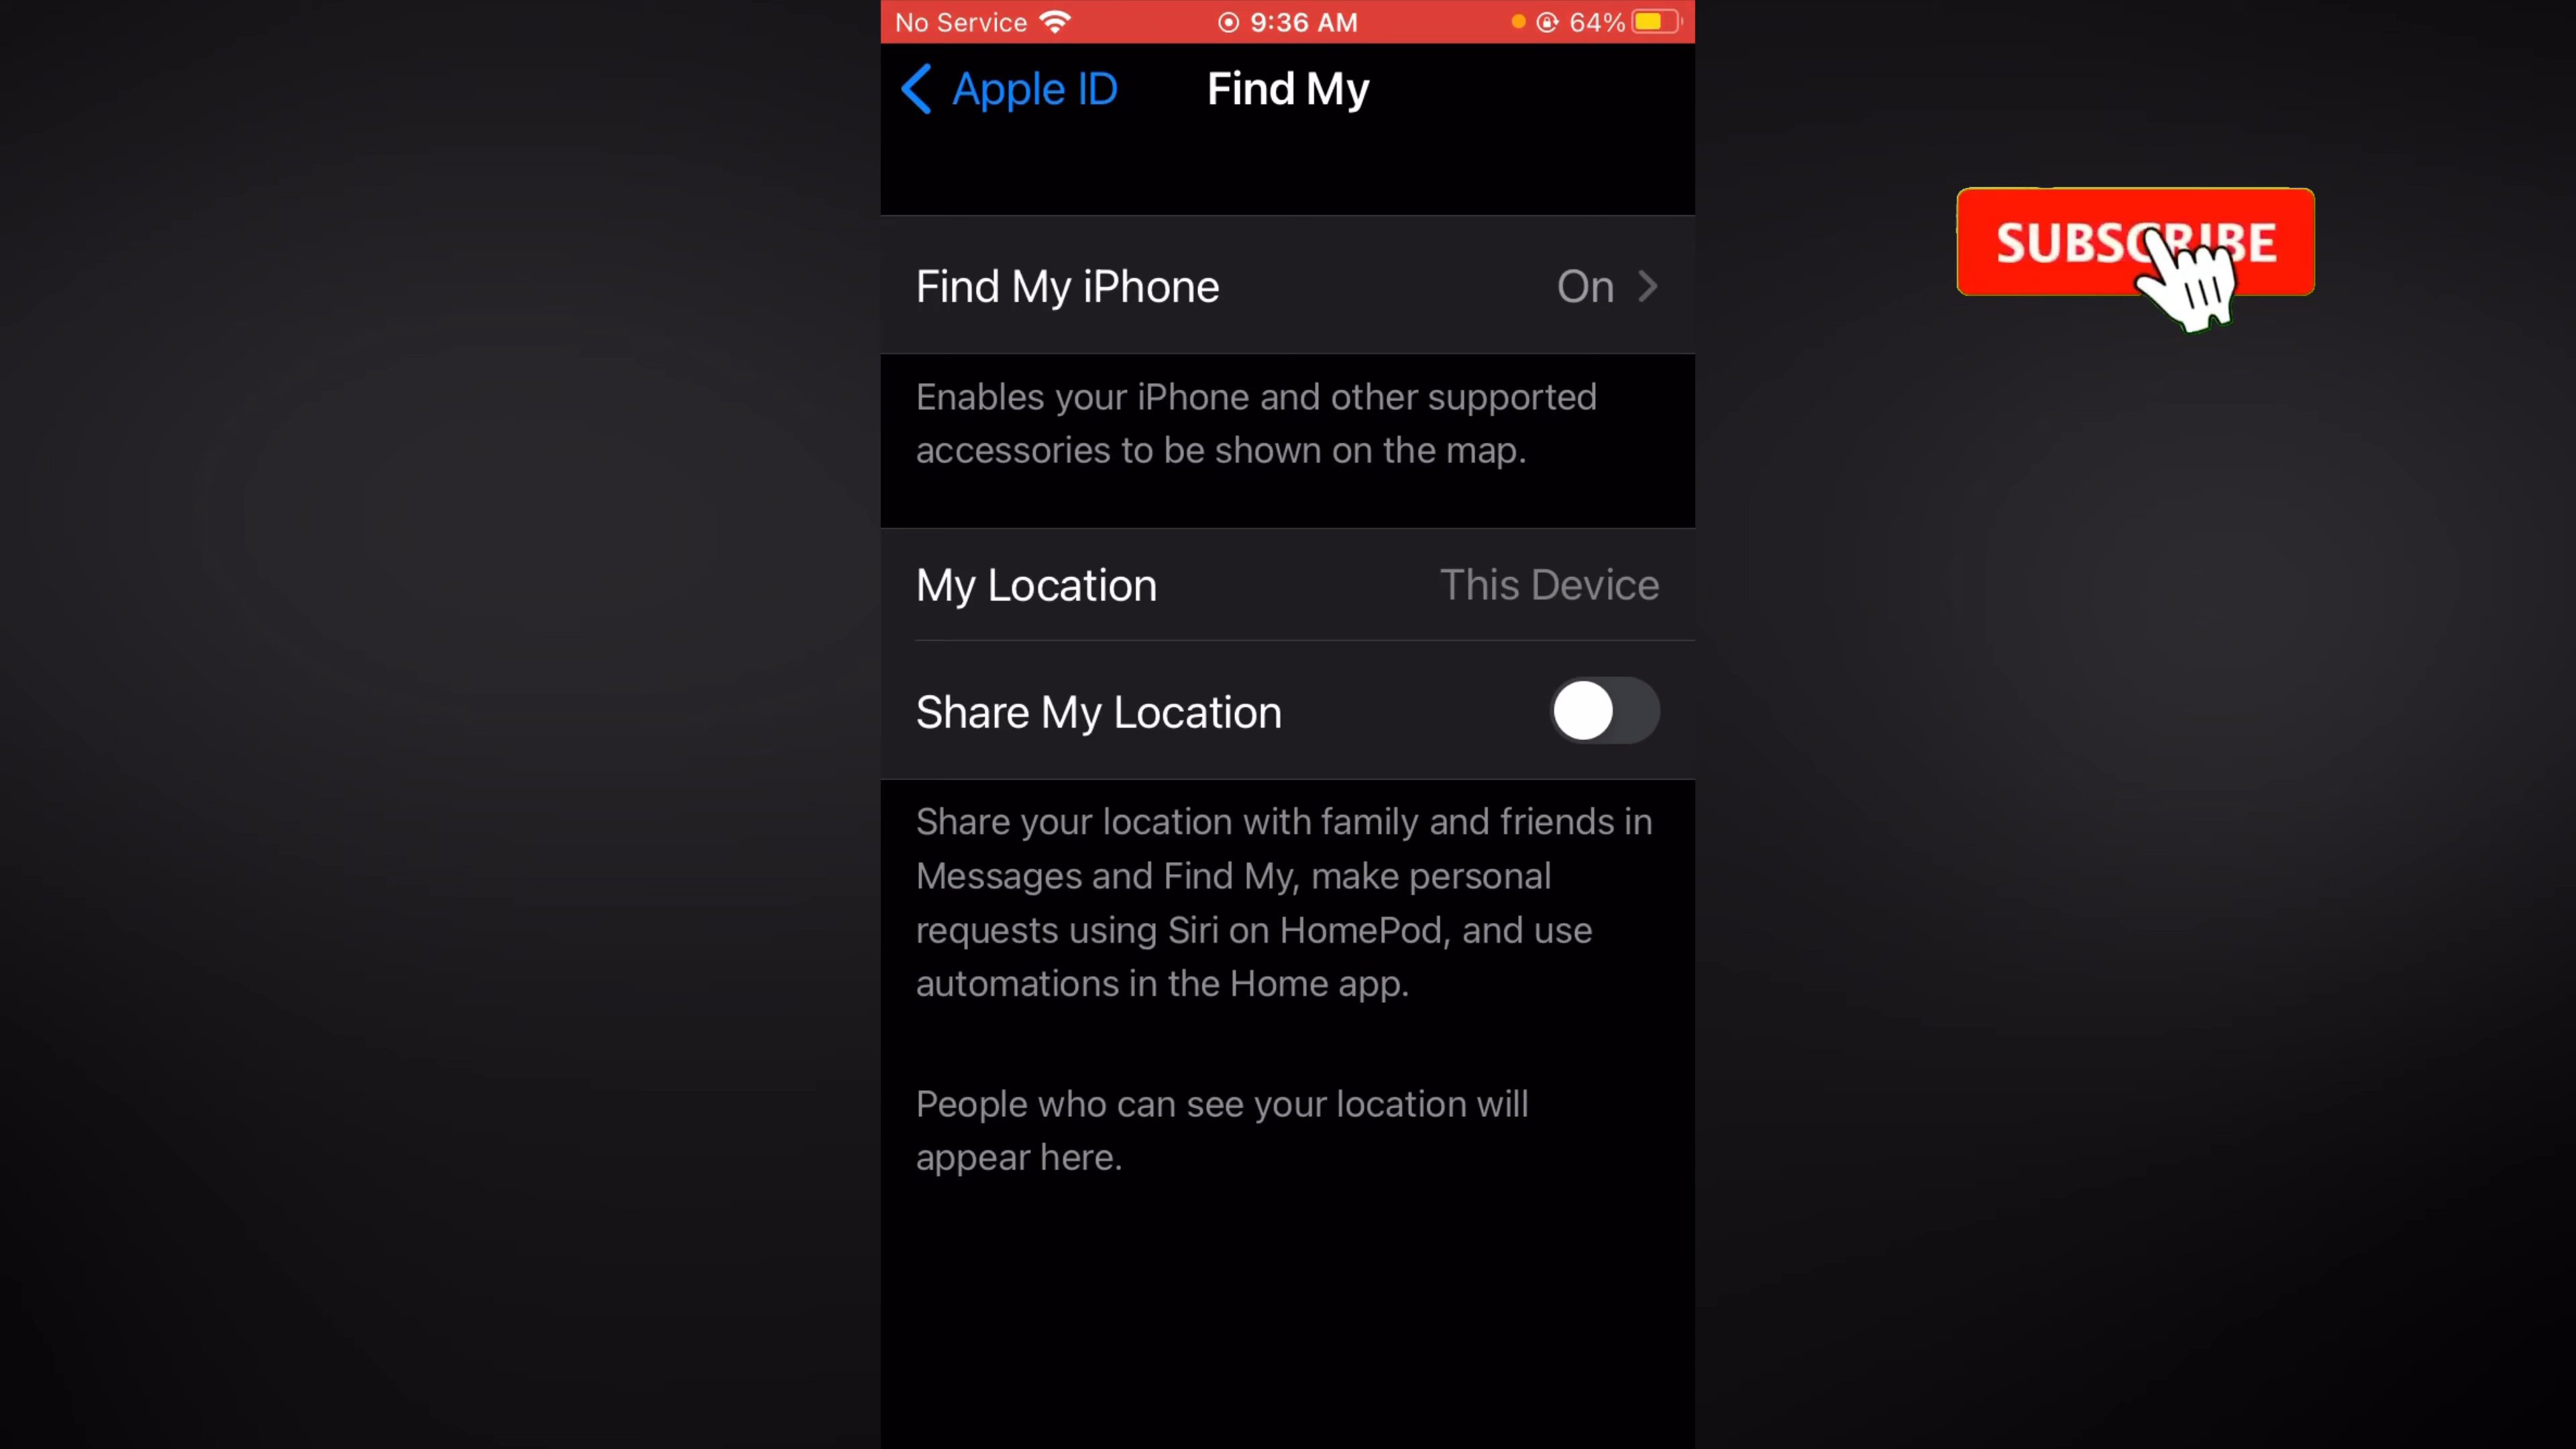 No Service 9:36 AM 64%
Apple ID Find My
SUBSCRIBE
Find My iPhone On
Enables your iPhone and other supported
accessories to be shown on the map.
My Location This Device
Share My Location
Share your location with family and friends in
Messages and Find My, make personal
requests using Siri on HomePod, and use
automations in the Home app.
People who can see your location will
appear here.